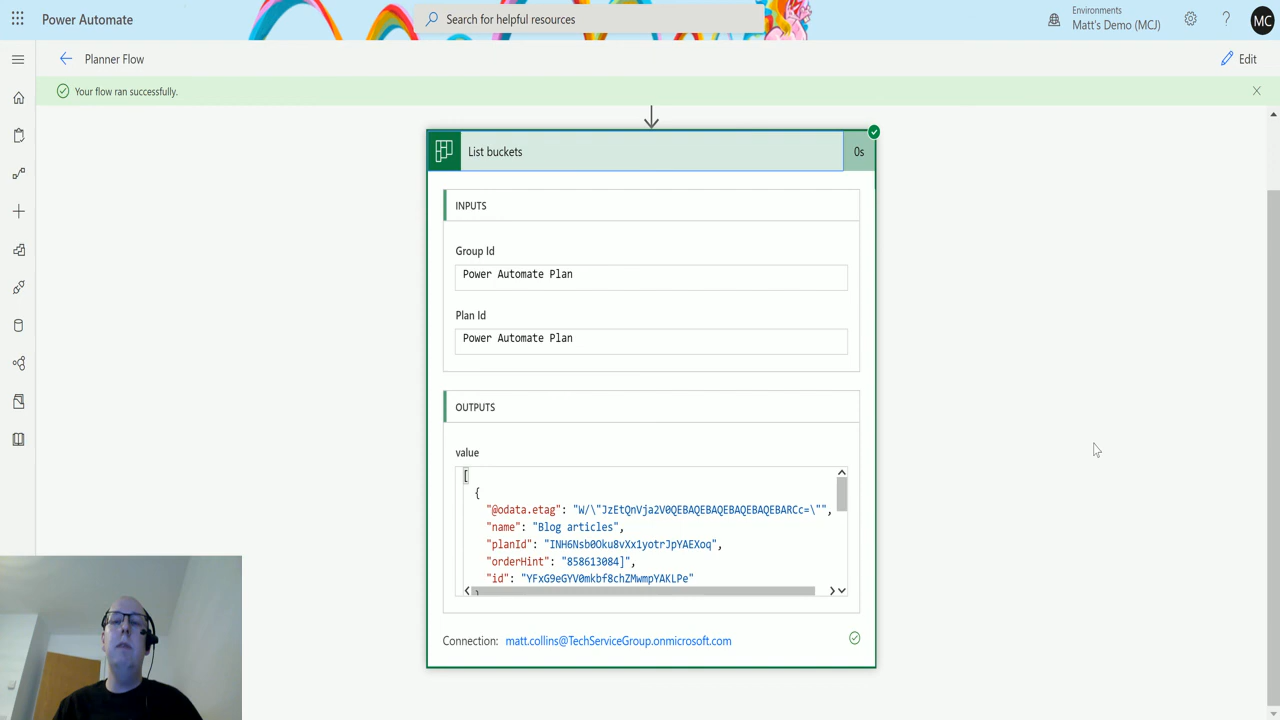 Power Automate
Search for helpful resources
Environments
Matt's Demo (MCJ)
MC
Planner Flow
Edit
Your flow ran successfully.
List buckets
0s
INPUTS
Group Id
Power Automate Plan
Plan Id
Power Automate Plan
OUTPUTS
value
[
{
"@odata.etag": "W/\"JzEtQnVja2V0QEBAQEBAQEBAQEBAQEBARCc=\"",
"name": "Blog articles",
"planId": "INH6Nsb0Oku8vXx1yotrJpYAEXoq",
"orderHint": "858613084]",
"id": "YFxG9eGYV0mkbf8chZMwmpYAKLPe"
Connection: matt.collins@TechServiceGroup.onmicrosoft.com